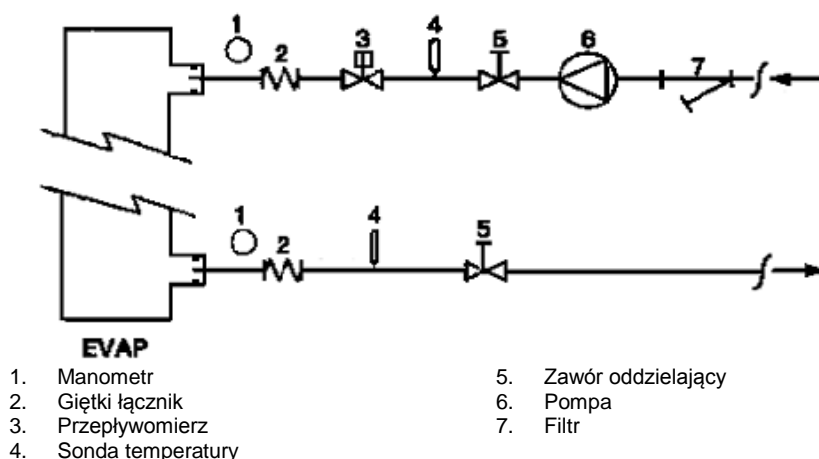 1 2 3 4 5 6 7
1 2 4 5
EVAP
1. Manometr
2. Giętki łącznik
3. Przepływomierz
4. Sonda temperatury
5. Zawór oddzielający
6. Pompa
7. Filtr